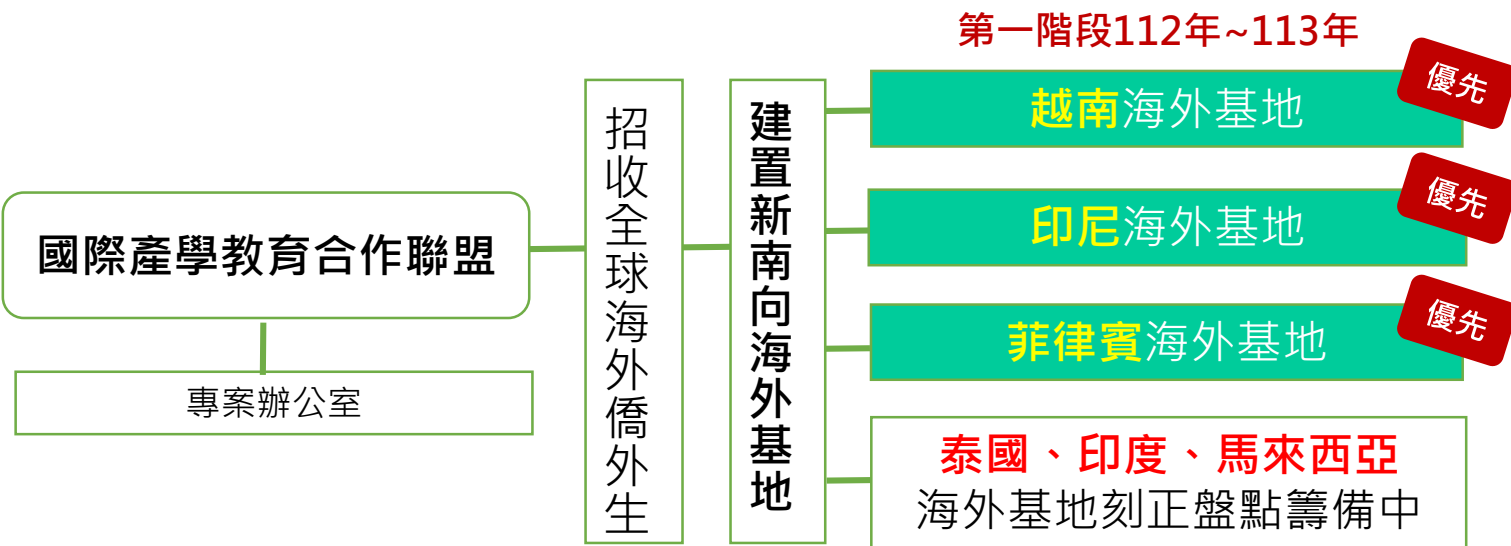 第一階段112年~113年
國際產學教育合作聯盟
專案辦公室
招收全球海外僑外生
建置新南向海外基地
越南海外基地
優先
印尼海外基地
優先
菲律賓海外基地
優先
泰國、印度、馬來西亞
海外基地刻正盤點籌備中